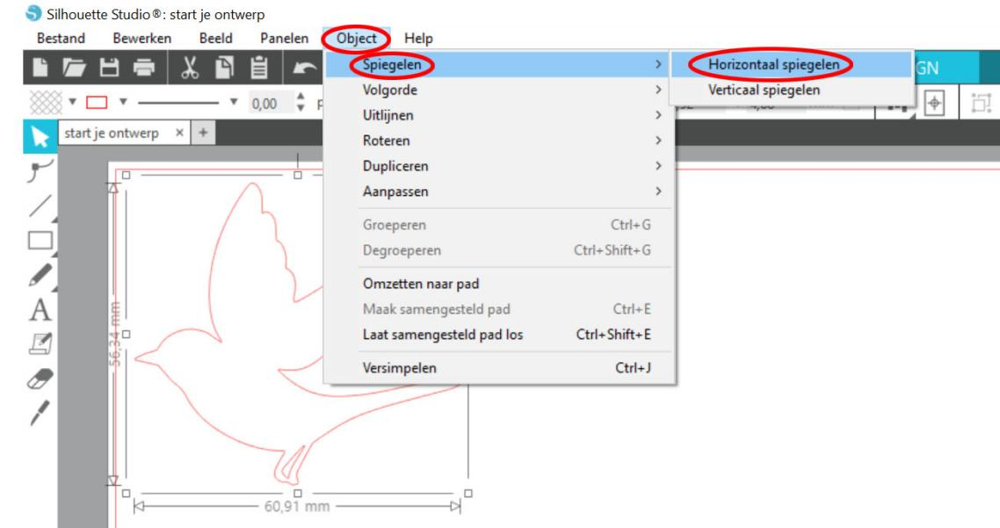 Silhouette Studio®: start je ontwerp
Bestand Bewerken Beeld Panelen Object Help
Spiegelen
Horizontaal spiegelen
GN
Volgorde
Verticaal spiegelen
0,00
Uitlijnen
start je ontwerp × +
Roteren
Dupliceren
Aanpassen
Groeperen Ctrl+G
Degroeperen Ctrl+Shift+G
Omzetten naar pad
Maak samengesteld pad Ctrl+E
Laat samengesteld pad los Ctrl+Shift+E
Versimpelen Ctrl+J
56,34 mm
60,91 mm